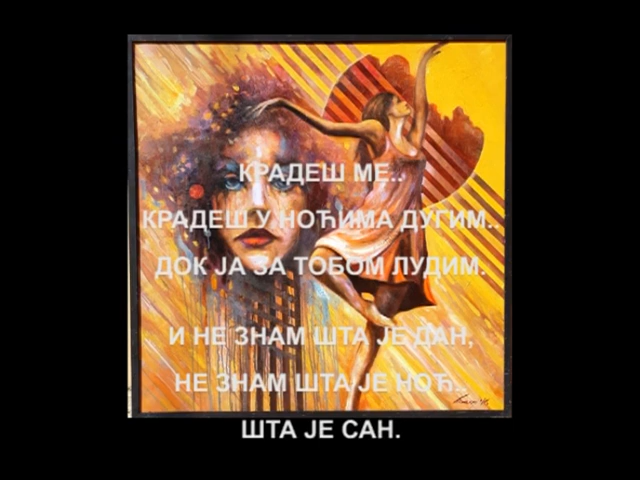 КРАДЕШ МЕ..
КРАДЕШ У НОЋИМА ДУГИМ..
ДОК ЈА ЗА ТОБОМ ЛУДИМ.
И НЕ ЗНАМ ШТА ЈЕ ДАН,
НЕ ЗНАМ ШТА ЈЕ НОЋ..
ШТА ЈЕ САН.